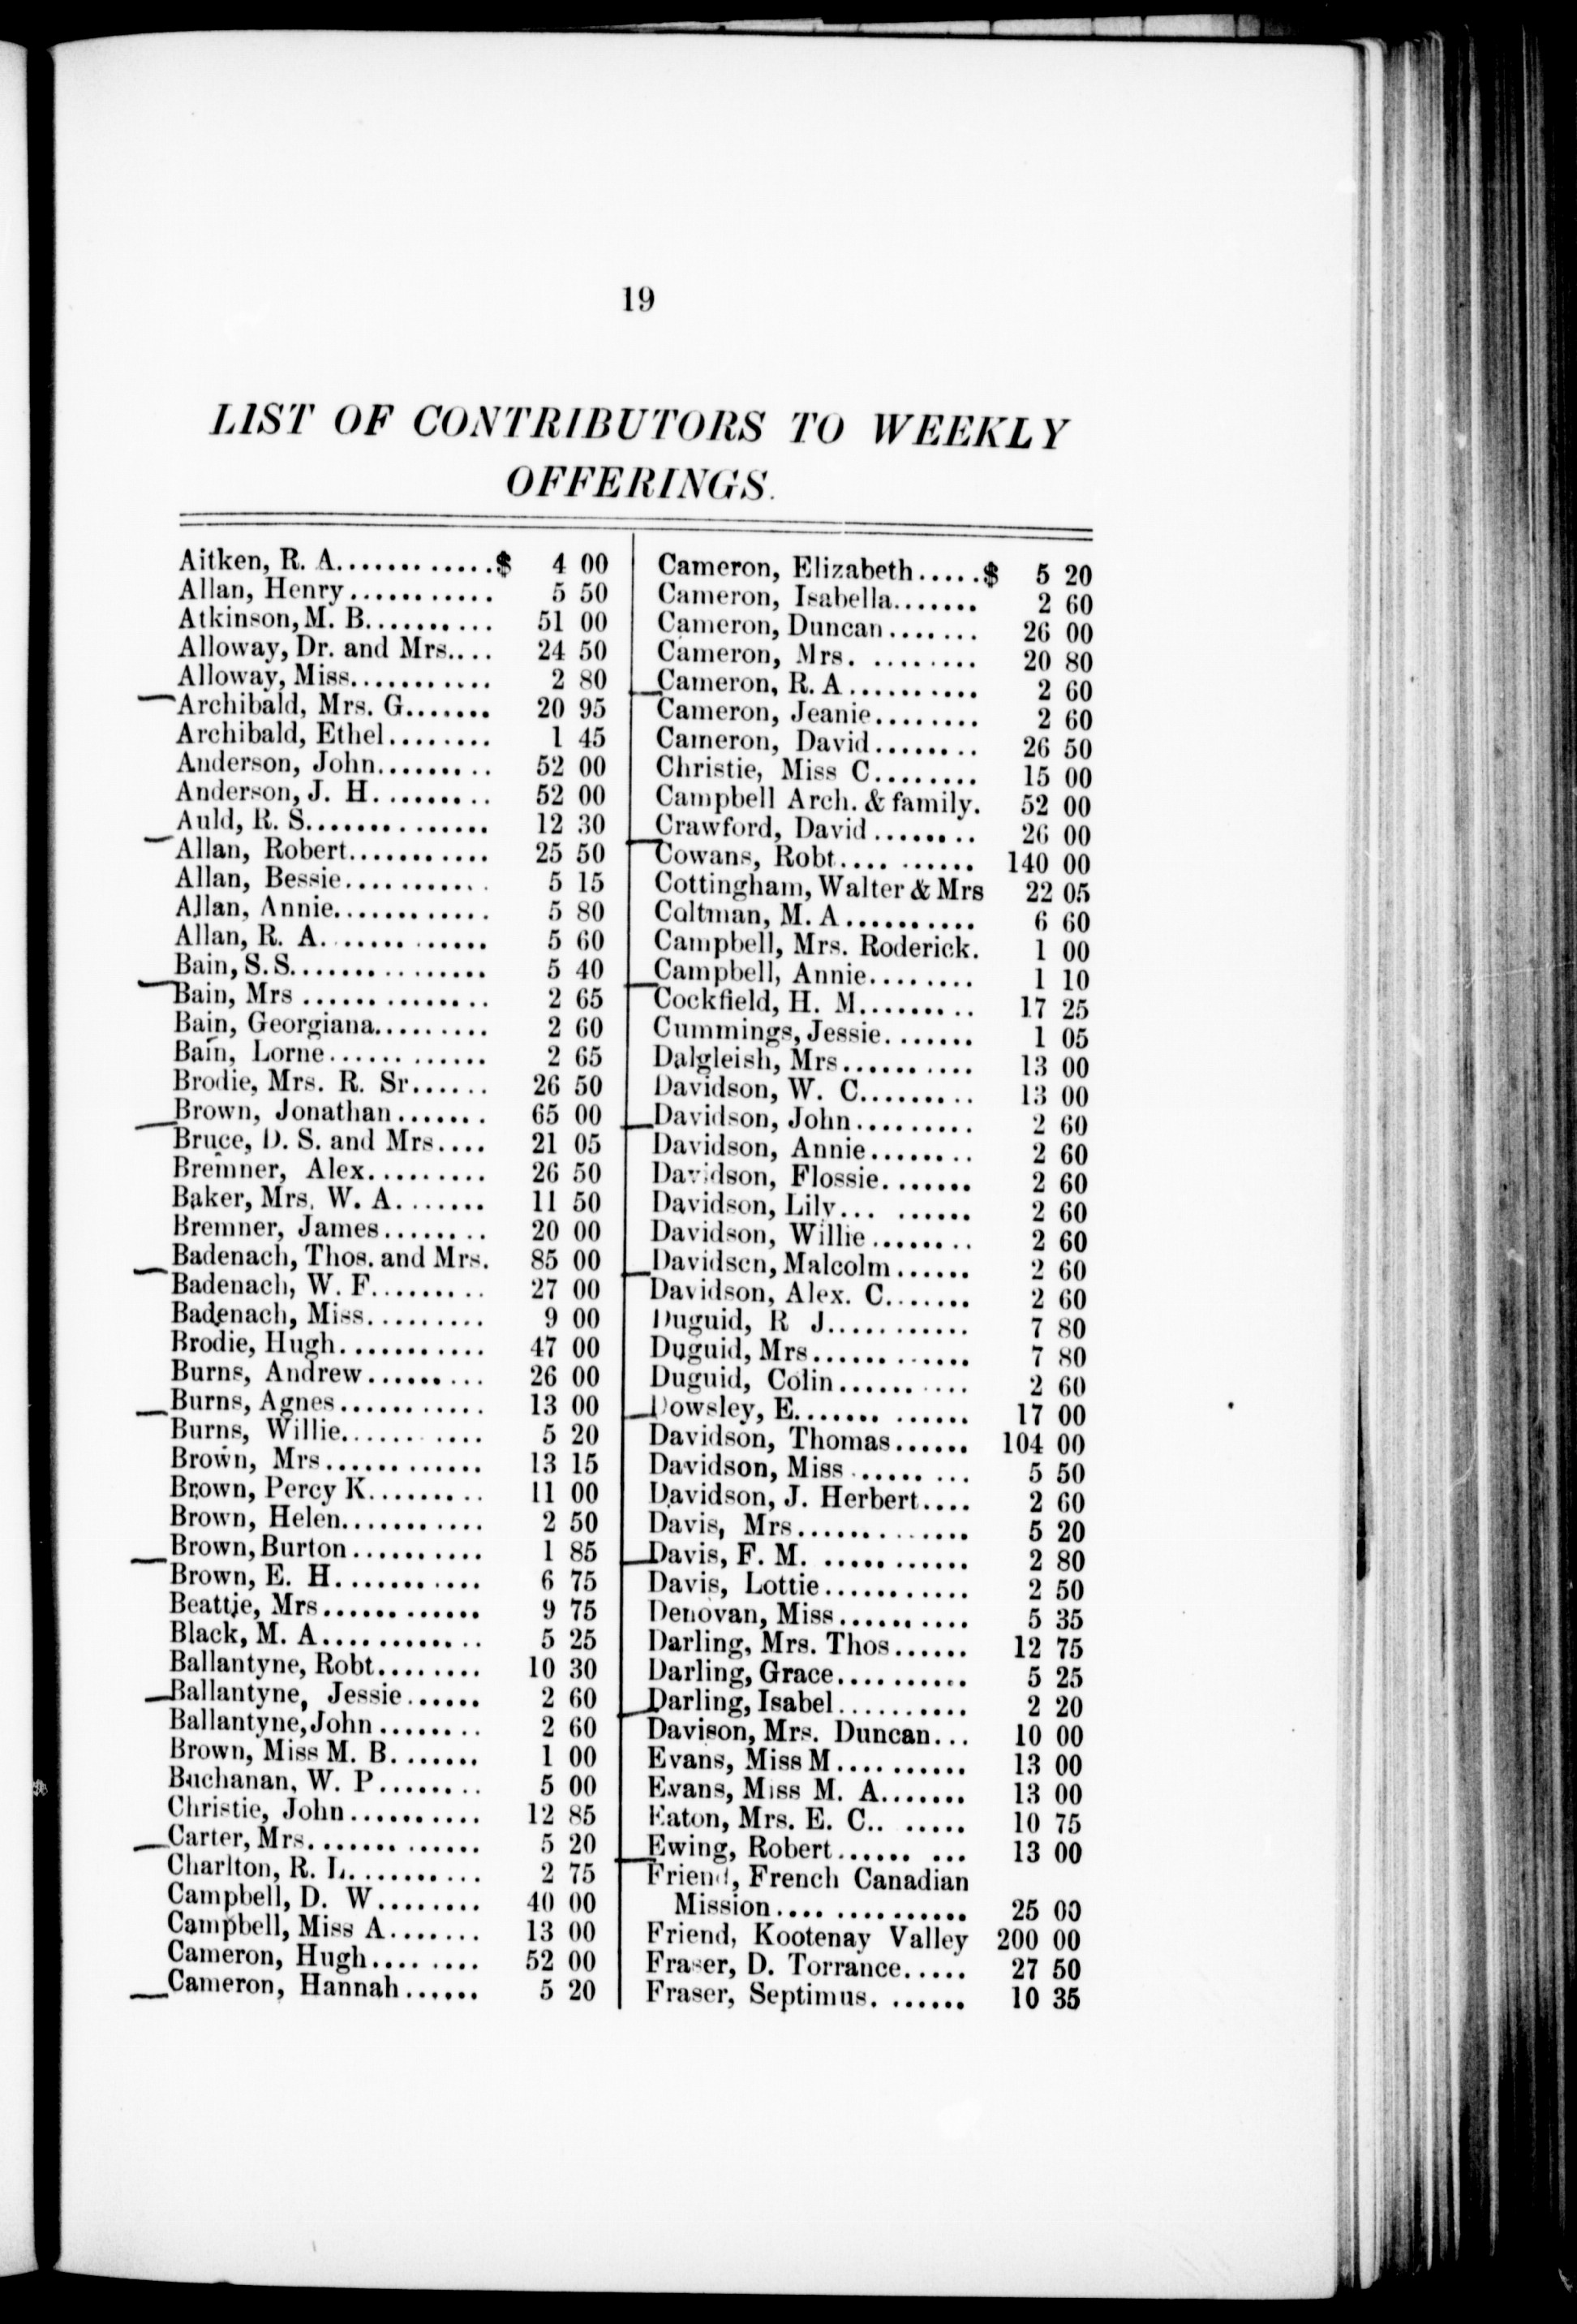 19
LIST OF CONTRIBUTORS TO WEEKLY
OFFERINGS.
Aitken, R. A.............$ 4 00
Allan, Henry........... 5 50
Atkinson, M. B.......... 51 00
Alloway, Dr. and Mrs.... 24 50
Alloway, Miss........... 2 80
Archibald, Mrs. G....... 20 95
Archibald, Ethel........ 1 45
Anderson, John......... 52 00
Anderson, J. H......... 52 00
Auld, R. S.............. 12 30
Allan, Robert........... 25 50
Allan, Bessie........... 5 15
Allan, Annie............ 5 80
Allan, R. A............. 5 60
Bain, S. S................ 5 40
Bain, Mrs .............. 2 65
Bain, Georgiana......... 2 60
Bain, Lorne............ 2 65
Brodie, Mrs. R. Sr...... 26 50
Brown, Jonathan....... 65 00
Bruce, D. S. and Mrs.... 21 05
Bremner, Alex......... 26 50
Baker, Mrs. W. A....... 11 50
Bremner, James........ 20 00
Badenach, Thos. and Mrs. 85 00
Badenach, W. F......... 27 00
Badenach, Miss......... 9 00
Brodie, Hugh........... 47 00
Burns, Andrew......... 26 00
Burns, Agnes........... 13 00
Burns, Willie........... 5 20
Brown, Mrs............ 13 15
Brown, Percy K......... 11 00
Brown, Helen........... 2 50
Brown, Burton.......... 1 85
Brown, E. H........... 6 75
Beattie, Mrs............ 9 75
Black, M. A............. 5 25
Ballantyne, Robt........ 10 30
Ballantyne, Jessie...... 2 60
Ballantyne, John........ 2 60
Brown, Miss M. B....... 1 00
Buchanan, W. P........ 5 00
Christie, John........... 12 85
Carter, Mrs............. 5 20
Charlton, R. L.......... 2 75
Campbell, D. W........ 40 00
Campbell, Miss A....... 13 00
Cameron, Hugh........ 52 00
Cameron, Hannah...... 5 20
Cameron, Elizabeth.....$ 5 20
Cameron, Isabella....... 2 60
Cameron, Duncan....... 26 00
Cameron, Mrs. ......... 20 80
Cameron, R. A.......... 2 60
Cameron, Jeanie........ 2 60
Cameron, David........ 26 50
Christie, Miss C........ 15 00
Campbell Arch. & family. 52 00
Crawford, David........ 26 00
Cowans, Robt.... ...... 140 00
Cottingham, Walter & Mrs 22 05
Coltman, M. A.......... 6 60
Campbell, Mrs. Roderick. 1 00
Campbell, Annie........ 1 10
Cockfield, H. M......... 17 25
Cummings, Jessie....... 1 05
Dalgleish, Mrs.......... 13 00
Davidson, W. C......... 13 00
Davidson, John......... 2 60
Davidson, Annie........ 2 60
Davidson, Flossie....... 2 60
Davidson, Lily... ...... 2 60
Davidson, Willie........ 2 60
Davidson, Malcolm...... 2 60
Davidson, Alex. C....... 2 60
Duguid, R J........... 7 80
Duguid, Mrs............ 7 80
Duguid, Colin.......... 2 60
Dowsley, E....... ...... 17 00
Davidson, Thomas...... 104 00
Davidson, Miss......... 5 50
Davidson, J. Herbert.... 2 60
Davis, Mrs............. 5 20
Davis, F. M. ........... 2 80
Davis, Lottie........... 2 50
Denovan, Miss.......... 5 35
Darling, Mrs. Thos...... 12 75
Darling, Grace.......... 5 25
Darling, Isabel.......... 2 20
Davison, Mrs. Duncan... 10 00
Evans, Miss M.......... 13 00
Evans, Miss M. A....... 13 00
Eaton, Mrs. E. C.. ..... 10 75
Ewing, Robert...... ... 13 00
Friend, French Canadian
Mission.... ........... 25 00
Friend, Kootenay Valley 200 00
Fraser, D. Torrance..... 27 50
Fraser, Septimus. ...... 10 35